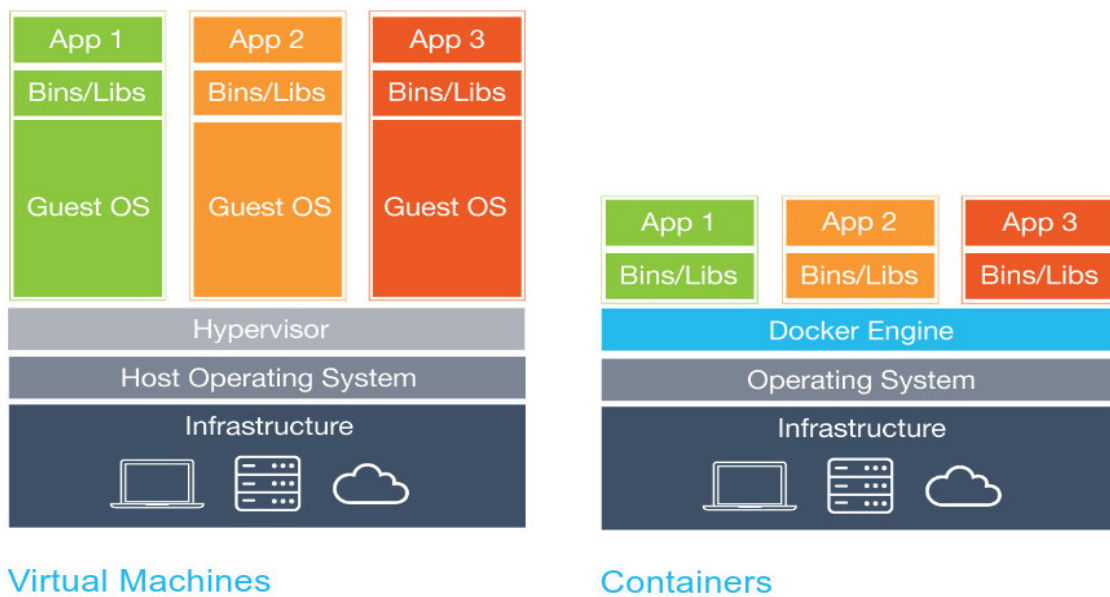 App 1
App 2
App 3
Bins/Libs
Bins/Libs
Bins/Libs
Guest OS
Guest OS
Guest OS
Hypervisor
Host Operating System
Infrastructure
Virtual Machines
App 1
App 2
App 3
Bins/Libs
Bins/Libs
Bins/Libs
Docker Engine
Operating System
Infrastructure
Containers